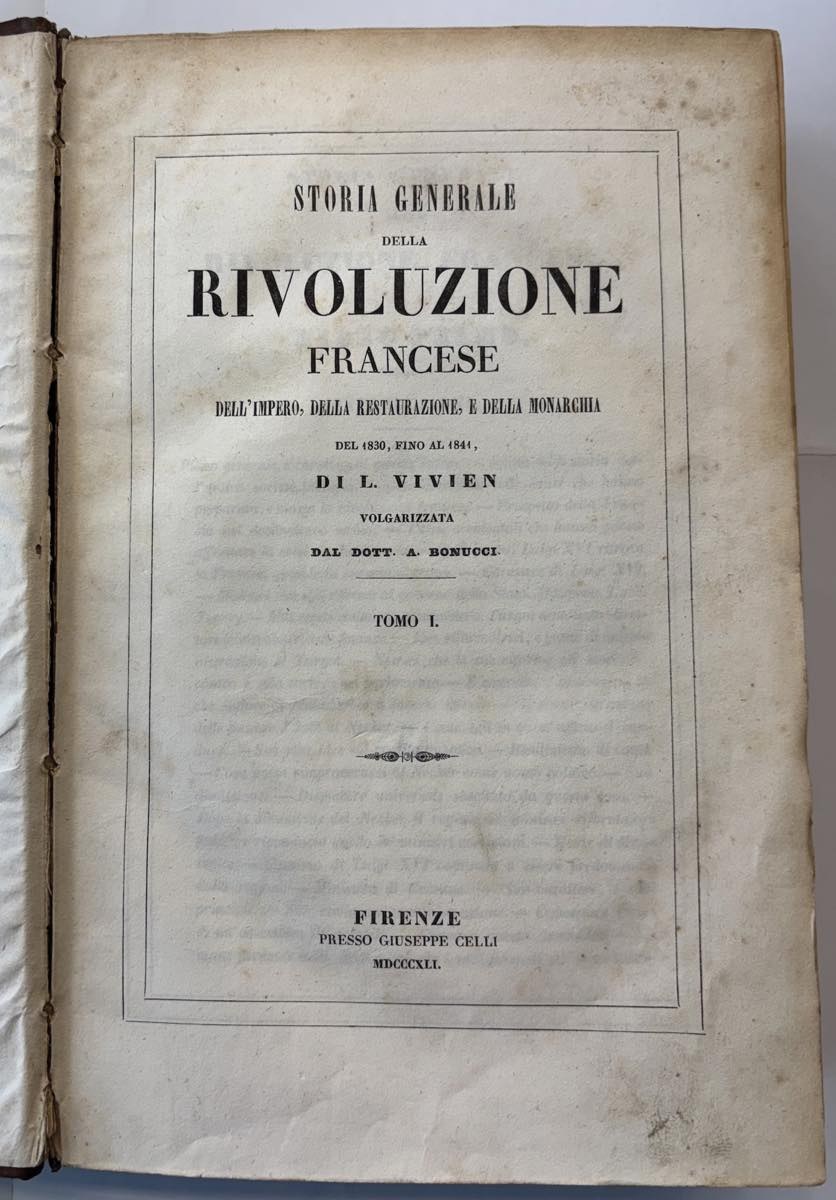 STORIA GENERALE
DELLA
RIVOLUZIONE
FRANCESE
DELL'IMPERO, DELLA RESTAURAZIONE, E DELLA MONARCHIA
DEL 1830, FINO AL 1841,
DI L. VIVIEN
VOLGARIZZATA
DAL DOTT. A. BONUCCI.
TOMO I.
FIRENZE
PRESSO GIUSEPPE CELLI
MDCCCXLI.